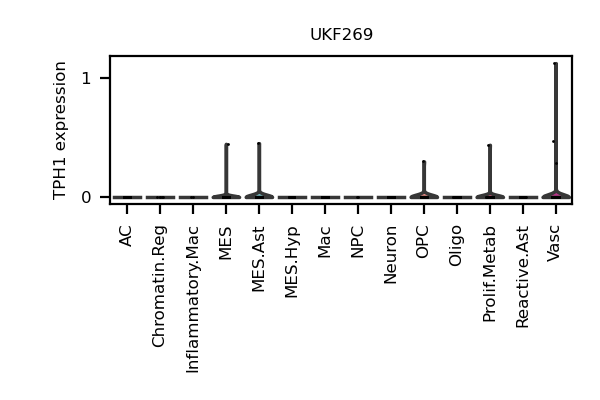 UKF269
TPH1 expression
1
0
AC
Chromatin.Reg
Inflammatory.Mac
MES
MES.Ast
MES.Hyp
Mac
NPC
Neuron
OPC
Oligo
Prolif.Metab
Reactive.Ast
Vasc